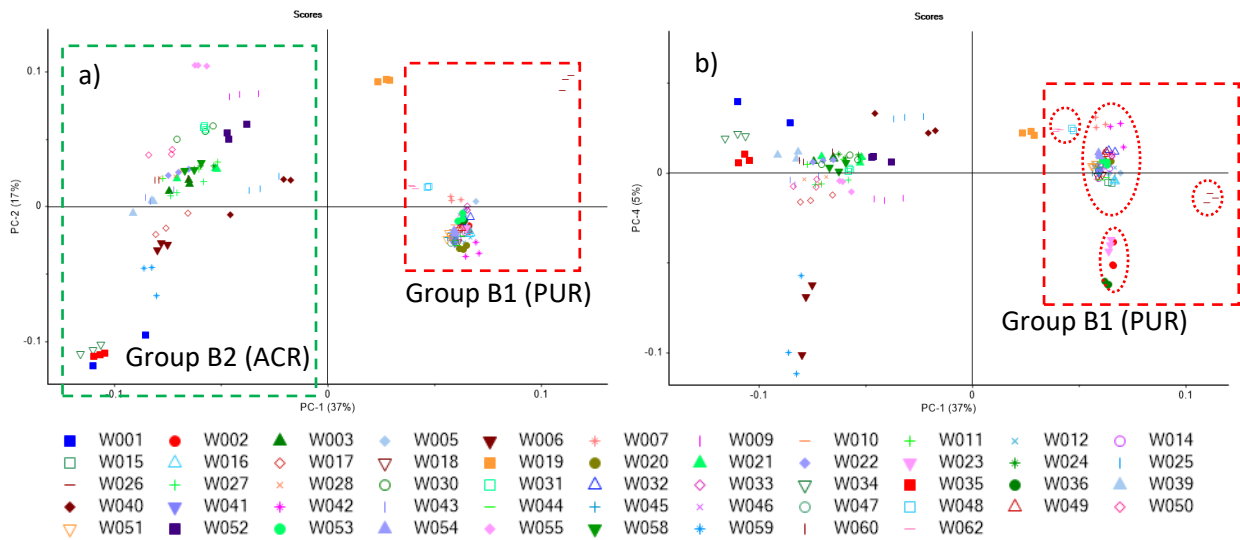 Scores
a)
0.1
0
-0.1
PC-2 (17%)
Group B1 (PUR)
Group B2 (ACR)
-0.1
0
0.1
PC-1 (37%)
Scores
b)
0.1
0
-0.1
PC-4 (5%)
Group B1 (PUR)
-0.1
0
0.1
PC-1 (37%)
W001 W002 W003 W005 W006 W007 W009 W010 W011 W012 W014
W015 W016 W017 W018 W019 W020 W021 W022 W023 W024 W025
W026 W027 W028 W030 W031 W032 W033 W034 W035 W036 W039
W040 W041 W042 W043 W044 W045 W046 W047 W048 W049 W050
W051 W052 W053 W054 W055 W058 W059 W060 W062